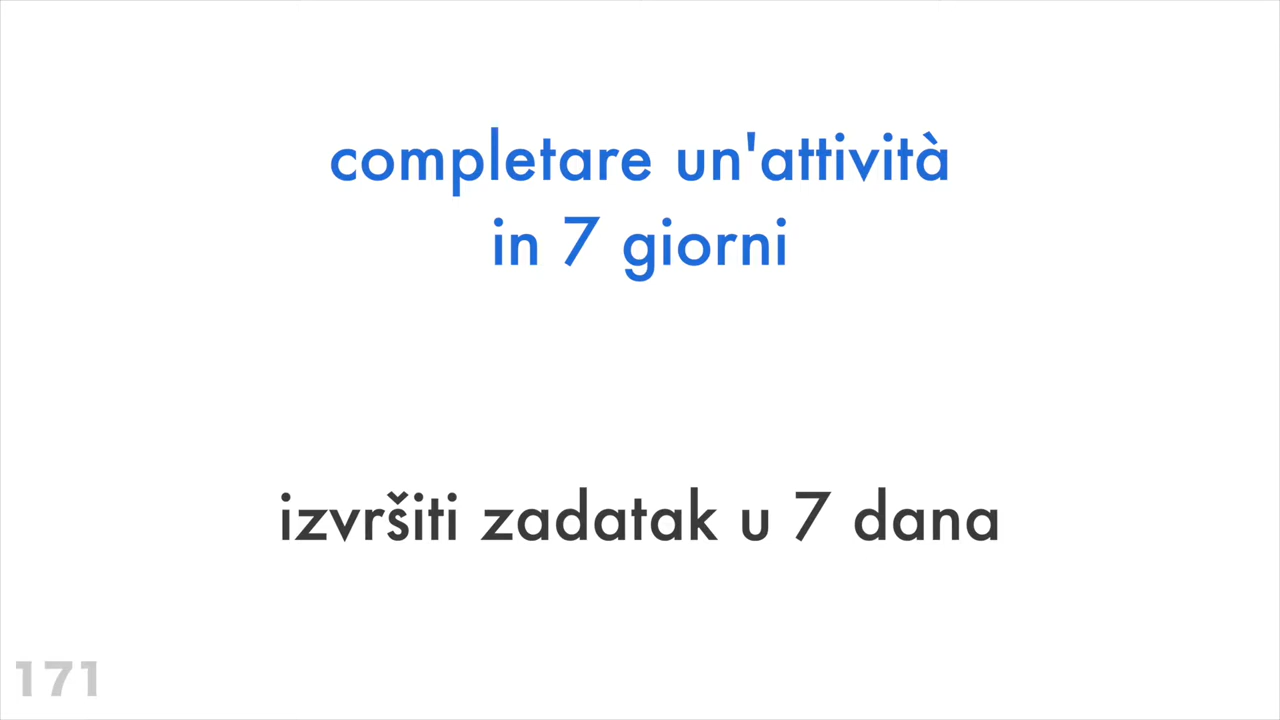 completare un'attività
in 7 giorni
izvršiti zadatak u 7 dana
171